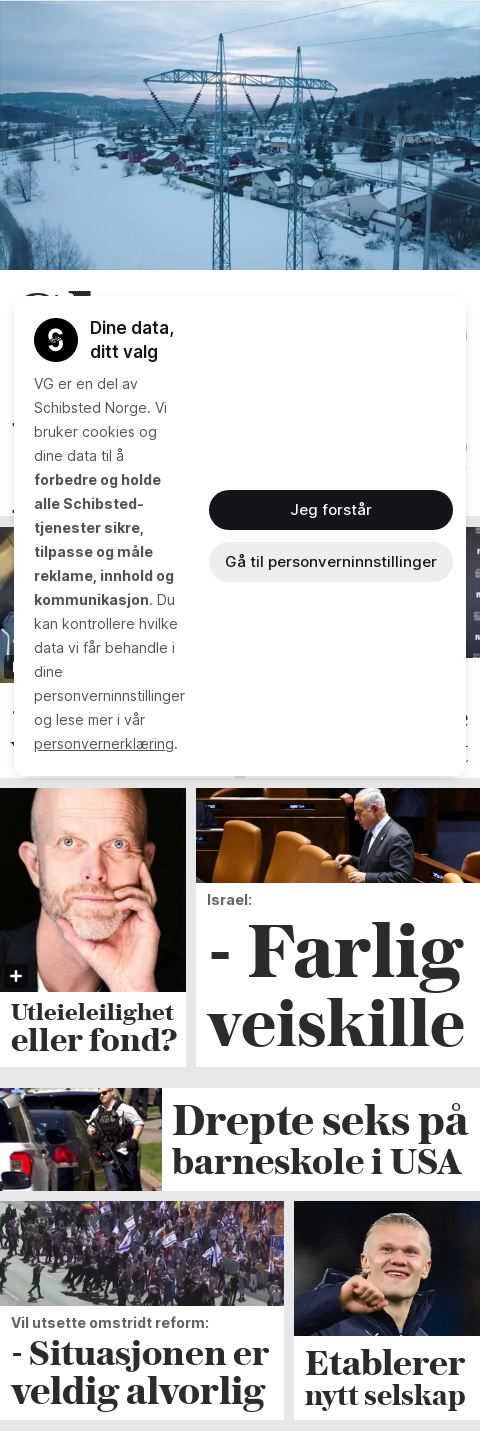 Dine data,
ditt valg
VG er en del av
Schibsted Norge. Vi
bruker cookies og
dine data til å
forbedre og holde
alle Schibsted-
tjenester sikre,
tilpasse og måle
reklame, innhold og
kommunikasjon. Du
kan kontrollere hvilke
data vi får behandle i
dine
personverninnstillinger
og lese mer i vår
personvernerklæring.
Jeg forstår
Gå til personverninnstillinger
Utleieleilighet
eller fond?
Israel:
- Farlig
veiskille
Drepte seks på
barneskole i USA
Vil utsette omstridt reform:
- Situasjonen er
veldig alvorlig
Etablerer
nytt selskap